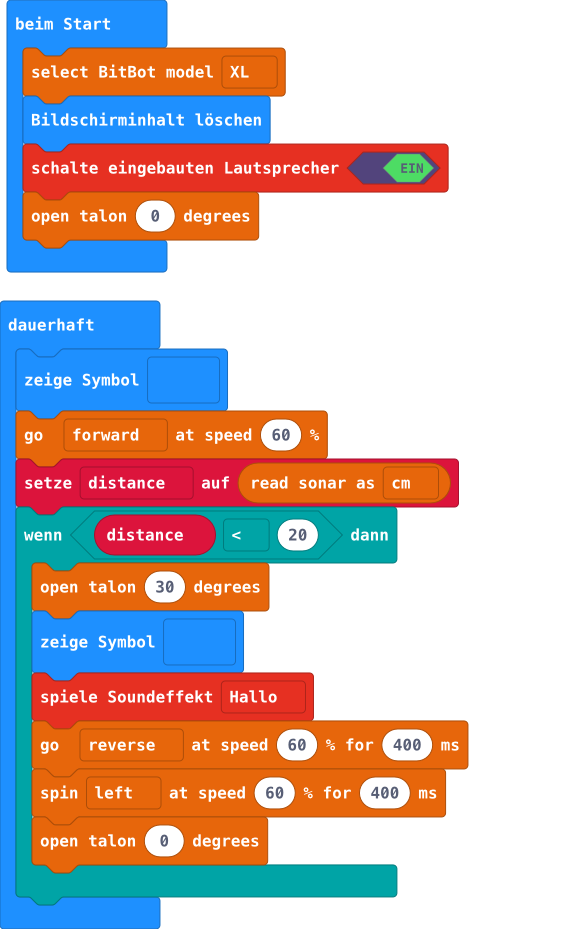 beim Start
select BitBot model XL
Bildschirminhalt löschen
schalte eingebauten Lautsprecher EIN
open talon 0 degrees
dauerhaft
zeige Symbol
go forward at speed 60 %
setze distance auf read sonar as cm
wenn distance < 20 dann
open talon 30 degrees
zeige Symbol
spiele Soundeffekt Hallo
go reverse at speed 60 % for 400 ms
spin left at speed 60 % for 400 ms
open talon 0 degrees